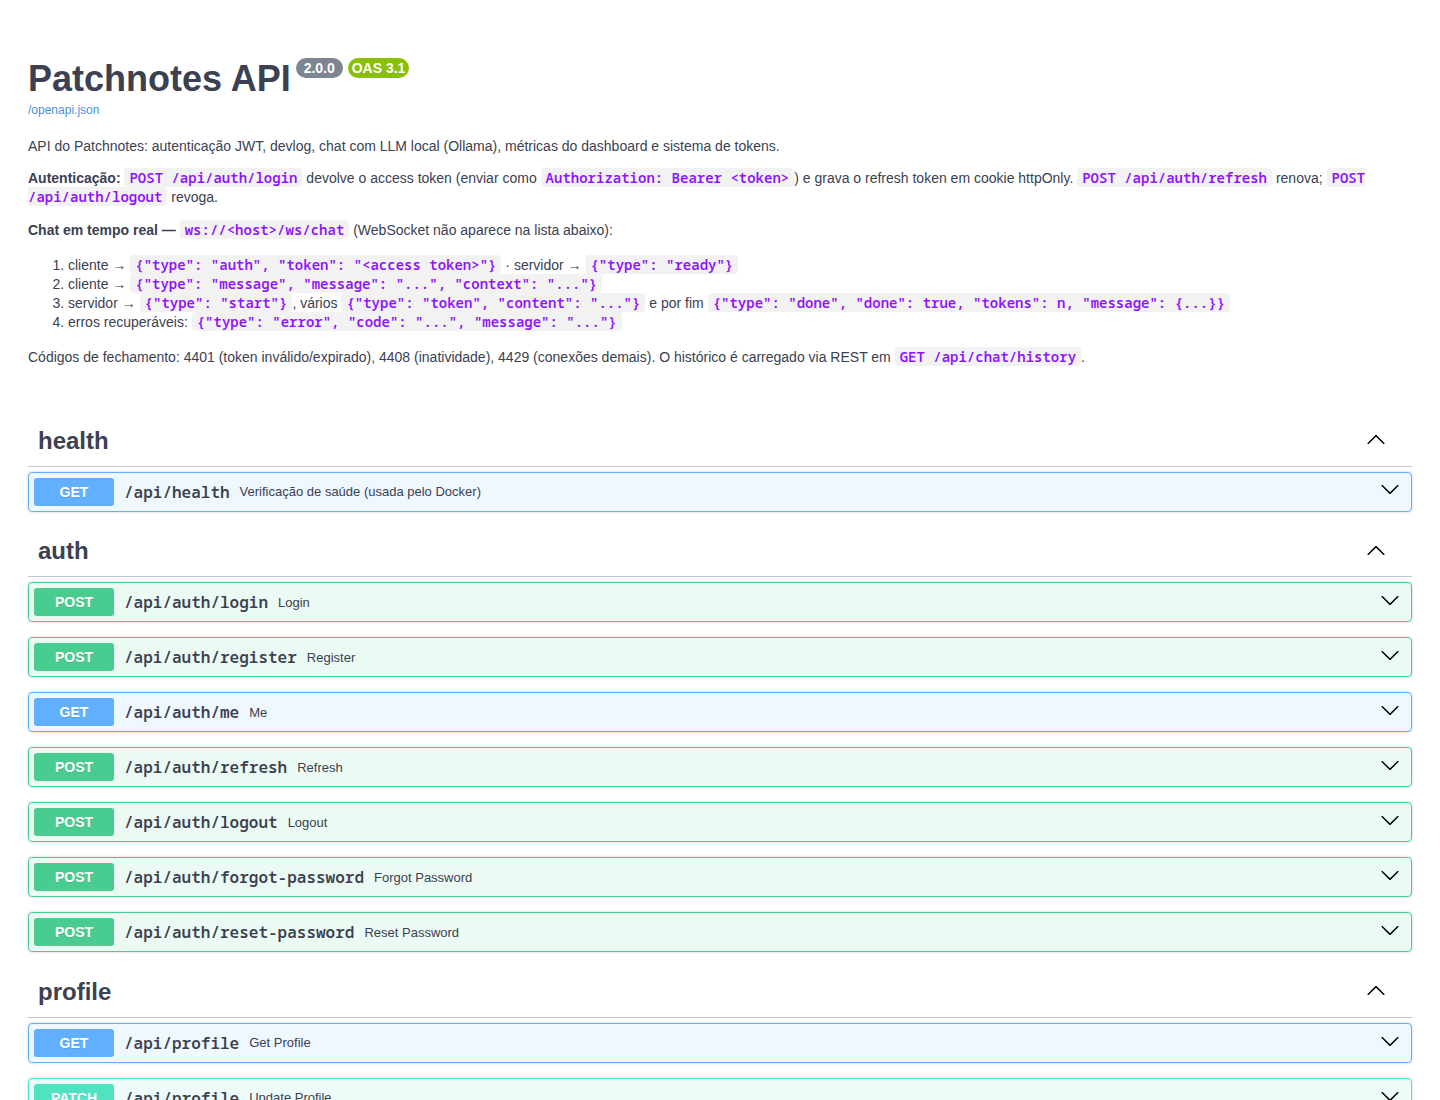 Patchnotes API 2.0.0 OAS 3.1
/openapi.json
API do Patchnotes: autenticação JWT, devlog, chat com LLM local (Ollama), métricas do dashboard e sistema de tokens.
Autenticação: POST /api/auth/login devolve o access token (enviar como Authorization: Bearer <token> ) e grava o refresh token em cookie httpOnly. POST /api/auth/refresh renova; POST
/api/auth/logout revoga.
Chat em tempo real — ws://<host>/ws/chat (WebSocket não aparece na lista abaixo):
1. cliente → {"type": "auth", "token": "<access token>"} · servidor → {"type": "ready"}
2. cliente → {"type": "message", "message": "...", "context": "..."}
3. servidor → {"type": "start"} , vários {"type": "token", "content": "..."} e por fim {"type": "done", "done": true, "tokens": n, "message": {...}}
4. erros recuperáveis: {"type": "error", "code": "...", "message": "..."}
Códigos de fechamento: 4401 (token inválido/expirado), 4408 (inatividade), 4429 (conexões demais). O histórico é carregado via REST em GET /api/chat/history .
health
GET /api/health Verificação de saúde (usada pelo Docker)
auth
POST /api/auth/login Login
POST /api/auth/register Register
GET /api/auth/me Me
POST /api/auth/refresh Refresh
POST /api/auth/logout Logout
POST /api/auth/forgot-password Forgot Password
POST /api/auth/reset-password Reset Password
profile
GET /api/profile Get Profile
PATCH /api/profile Update Profile